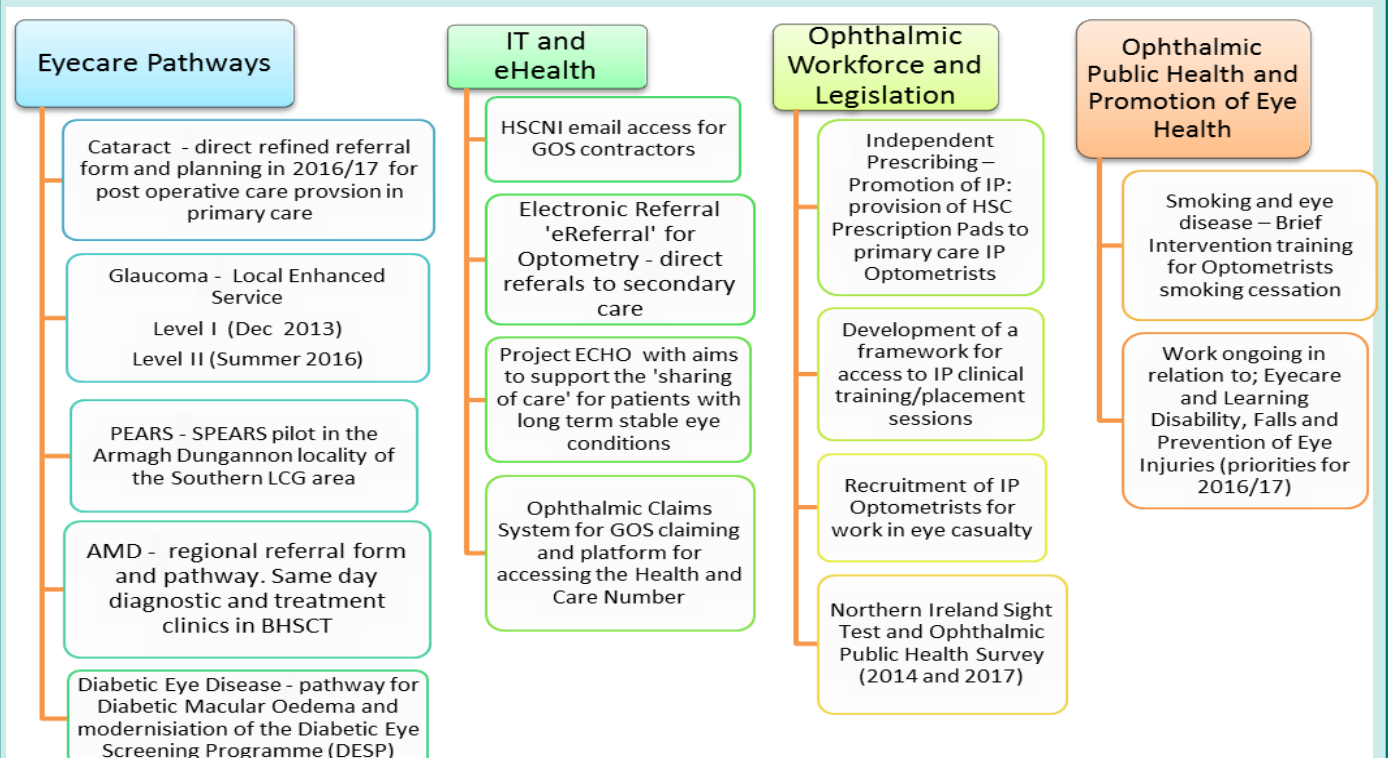 Eyecare Pathways
Cataract - direct refined referral
form and planning in 2016/17 for
post operative care provsion in
primary care
Glaucoma - Local Enhanced
Service
Level I (Dec 2013)
Level II (Summer 2016)
PEARS - SPEARS pilot in the
Armagh Dungannon locality of
the Southern LCG area
AMD - regional referral form
and pathway. Same day
diagnostic and treatment
clinics in BHSCT
Diabetic Eye Disease - pathway for
Diabetic Macular Oedema and
modernisiation of the Diabetic Eye
Screening Programme (DESP)
IT and
eHealth
HSCNI email access for
GOS contractors
Electronic Referral
'eReferral' for
Optometry - direct
referals to secondary
care
Project ECHO with aims
to support the 'sharing
of care' for patients with
long term stable eye
conditions
Ophthalmic Claims
System for GOS claiming
and platform for
accessing the Health and
Care Number
Ophthalmic
Workforce and
Legislation
Independent
Prescribing –
Promotion of IP:
provision of HSC
Prescription Pads to
primary care IP
Optometrists
Development of a
framework for
access to IP clinical
training/placement
sessions
Recruitment of IP
Optometrists for
work in eye casualty
Northern Ireland Sight
Test and Ophthalmic
Public Health Survey
(2014 and 2017)
Ophthalmic
Public Health and
Promotion of Eye
Health
Smoking and eye
disease – Brief
Intervention training
for Optometrists
smoking cessation
Work ongoing in
relation to; Eyecare
and Learning
Disability, Falls and
Prevention of Eye
Injuries (priorities for
2016/17)